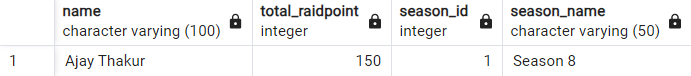 name total_raidpoint season_id season_name
character varying (100) integer integer character varying (50)
1 Ajay Thakur 150 1 Season 8